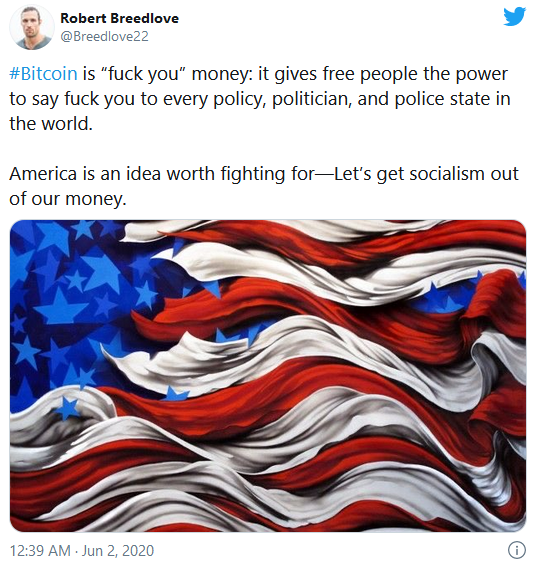 Robert Breedlove
@Breedlove22
#Bitcoin is “fuck you” money: it gives free people the power
to say fuck you to every policy, politician, and police state in
the world.
America is an idea worth fighting for—Let’s get socialism out
of our money.
12:39 AM · Jun 2, 2020